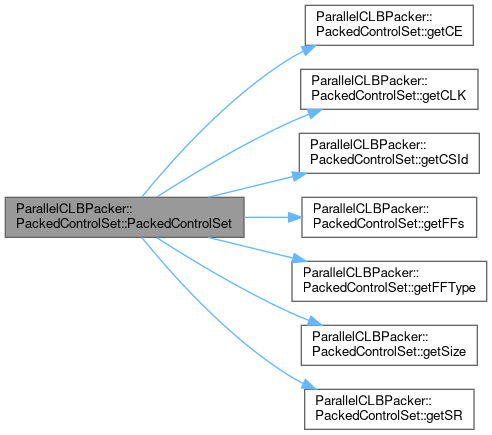 ParallelCLBPacker::
PackedControlSet::PackedControlSet
ParallelCLBPacker::
PackedControlSet::getCE
ParallelCLBPacker::
PackedControlSet::getCLK
ParallelCLBPacker::
PackedControlSet::getCSId
ParallelCLBPacker::
PackedControlSet::getFFs
ParallelCLBPacker::
PackedControlSet::getFFType
ParallelCLBPacker::
PackedControlSet::getSize
ParallelCLBPacker::
PackedControlSet::getSR